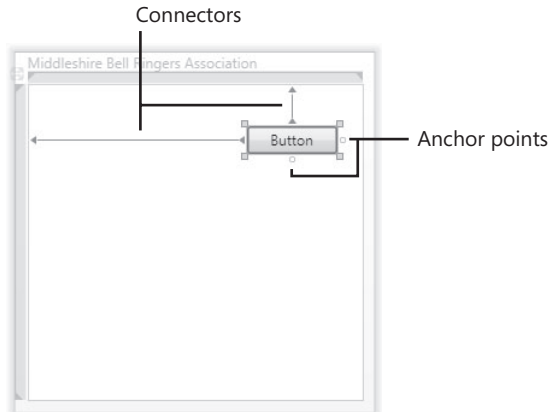 Connectors
Middleshire Bell Ringers Association
Button
Anchor points